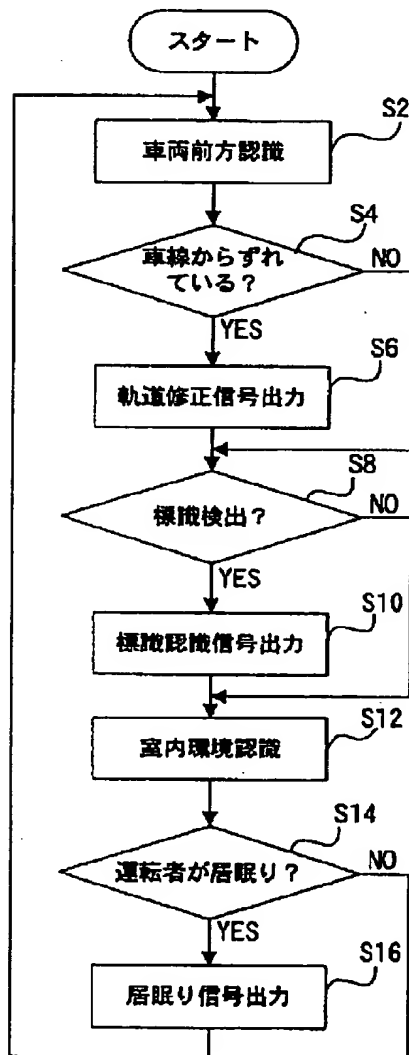 スタート
S2
車両前方認識
S4
車線からずれ
ている?
NO
YES
S6
軌道修正信号出力
S8
標識検出?
NO
YES
S10
標識認識信号出力
S12
室内環境認識
S14
運転者が居眠り?
NO
YES
S16
居眠り信号出力